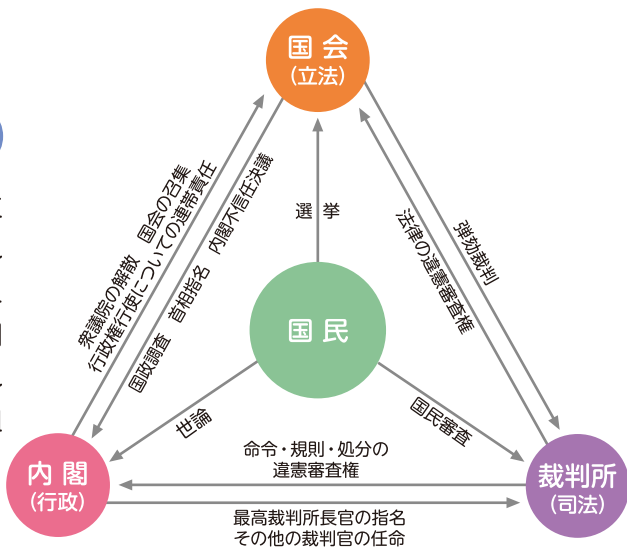 国会
(立法)
衆議院の解散　国会の召集
行政権行使についての連帯責任
国政調査　首相指名　内閣不信任決議
選挙
法律の違憲審査権
弾劾裁判
国民
世論
国民審査
内閣
(行政)
命令・規則・処分の
違憲審査権
裁判所
(司法)
最高裁判所長官の指名
その他の裁判官の任命